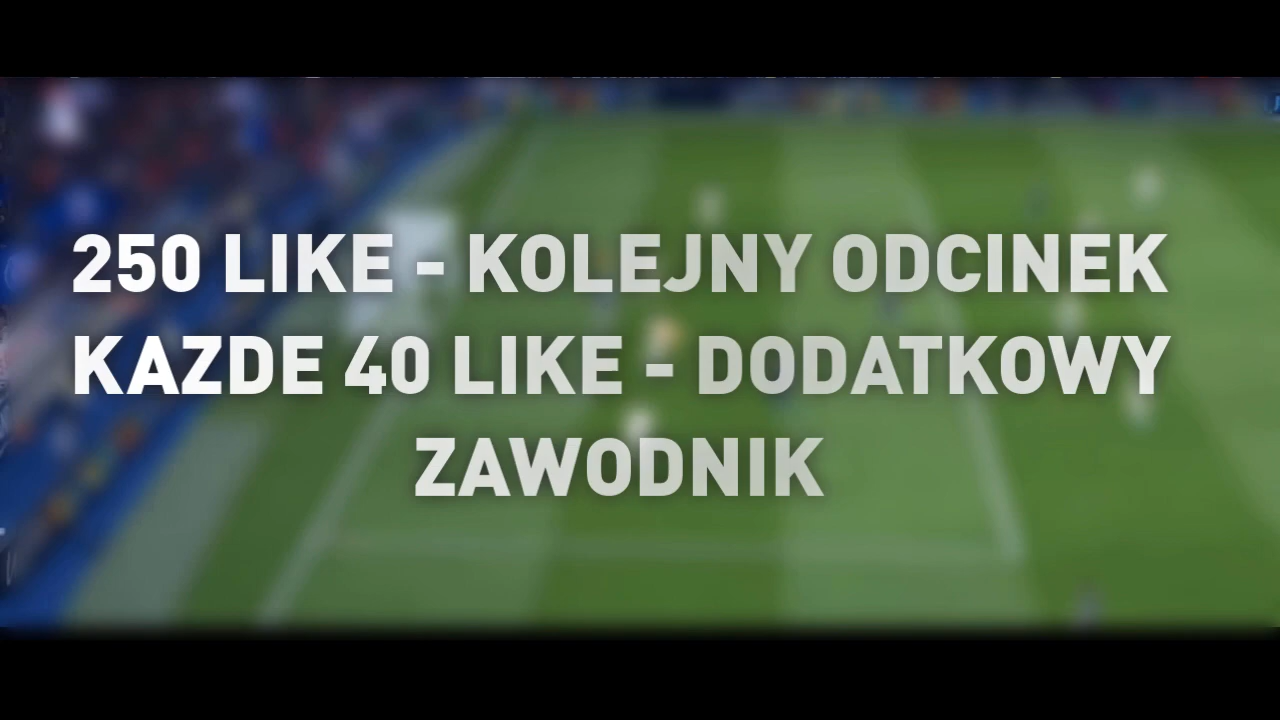 250 LIKE - KOLEJNY ODCINEK
KAZDE 40 LIKE - DODATKOWY
ZAWODNIK